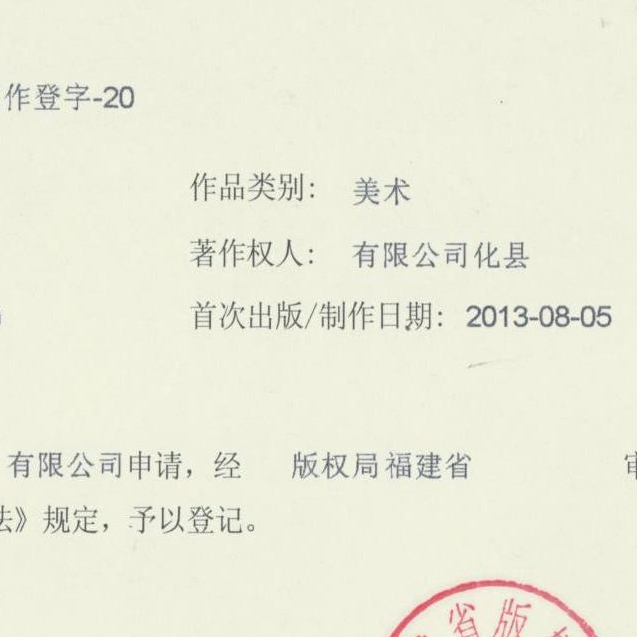 作登字-20
作品类别： 美术
著作权人： 有限公司化县
首次出版/制作日期： 2013-08-05
有限公司申请，经 版权局福建省
法》规定，予以登记。
省版